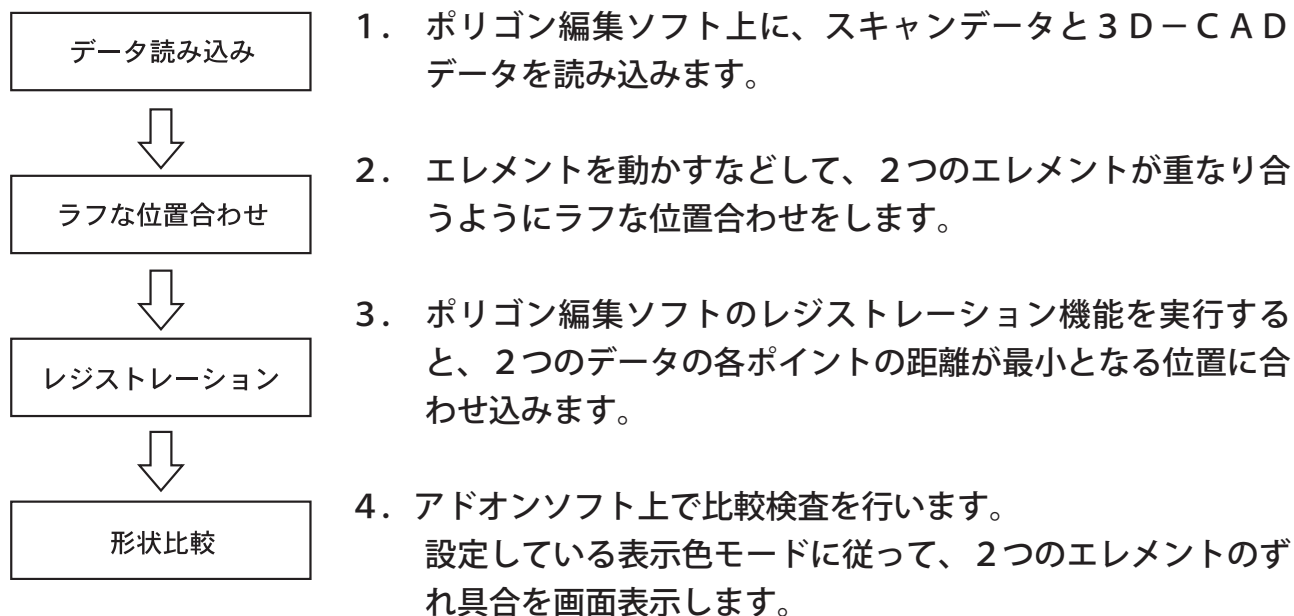 データ読み込み
1． ポリゴン編集ソフト上に、スキャンデータと３Ｄ－ＣＡＤ
データを読み込みます。
ラフな位置合わせ
2． エレメントを動かすなどして、２つのエレメントが重なり合
うようにラフな位置合わせをします。
レジストレーション
3． ポリゴン編集ソフトのレジストレーション機能を実行する
と、２つのデータの各ポイントの距離が最小となる位置に合
わせ込みます。
形状比較
4．アドオンソフト上で比較検査を行います。
設定している表示色モードに従って、２つのエレメントのず
れ具合を画面表示します。